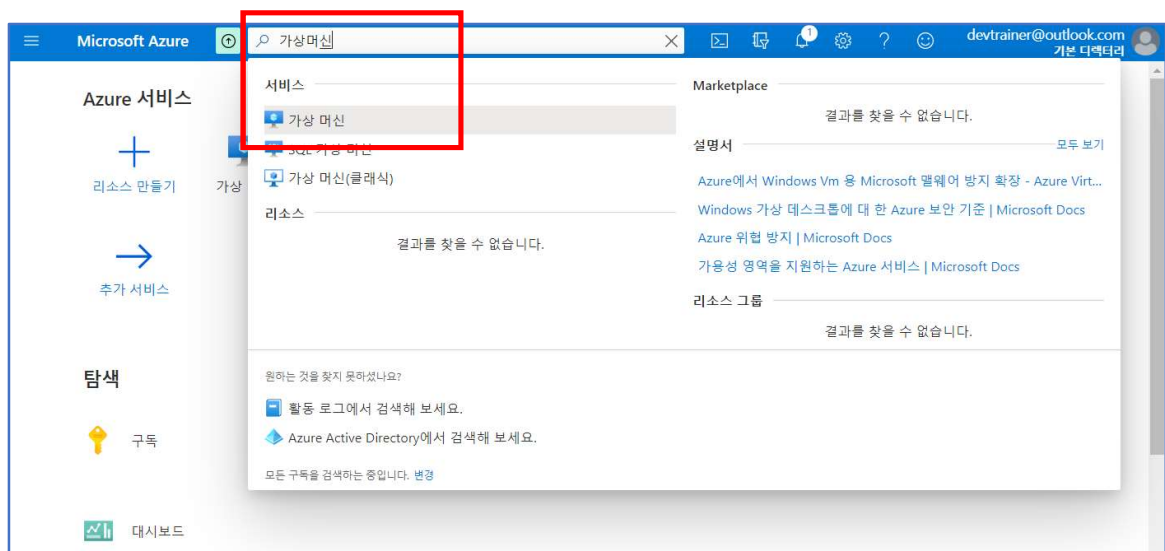 Microsoft Azure
가상머신
1
devtrainer@outlook.com
기본 디렉터리
Azure 서비스
리소스 만들기
가상
추가 서비스
탐색
구독
대시보드
서비스
가상 머신
SQL 가상 머신
가상 머신(클래식)
리소스
결과를 찾을 수 없습니다.
Marketplace
결과를 찾을 수 없습니다.
설명서
모두 보기
Azure에서 Windows Vm 용 Microsoft 맬웨어 방지 확장 - Azure Virt...
Windows 가상 데스크톱에 대 한 Azure 보안 기준 | Microsoft Docs
Azure 위협 방지 | Microsoft Docs
가용성 영역을 지원하는 Azure 서비스 | Microsoft Docs
리소스 그룹
결과를 찾을 수 없습니다.
원하는 것을 찾지 못하셨나요?
활동 로그에서 검색해 보세요.
Azure Active Directory에서 검색해 보세요.
모든 구독을 검색하는 중입니다. 변경